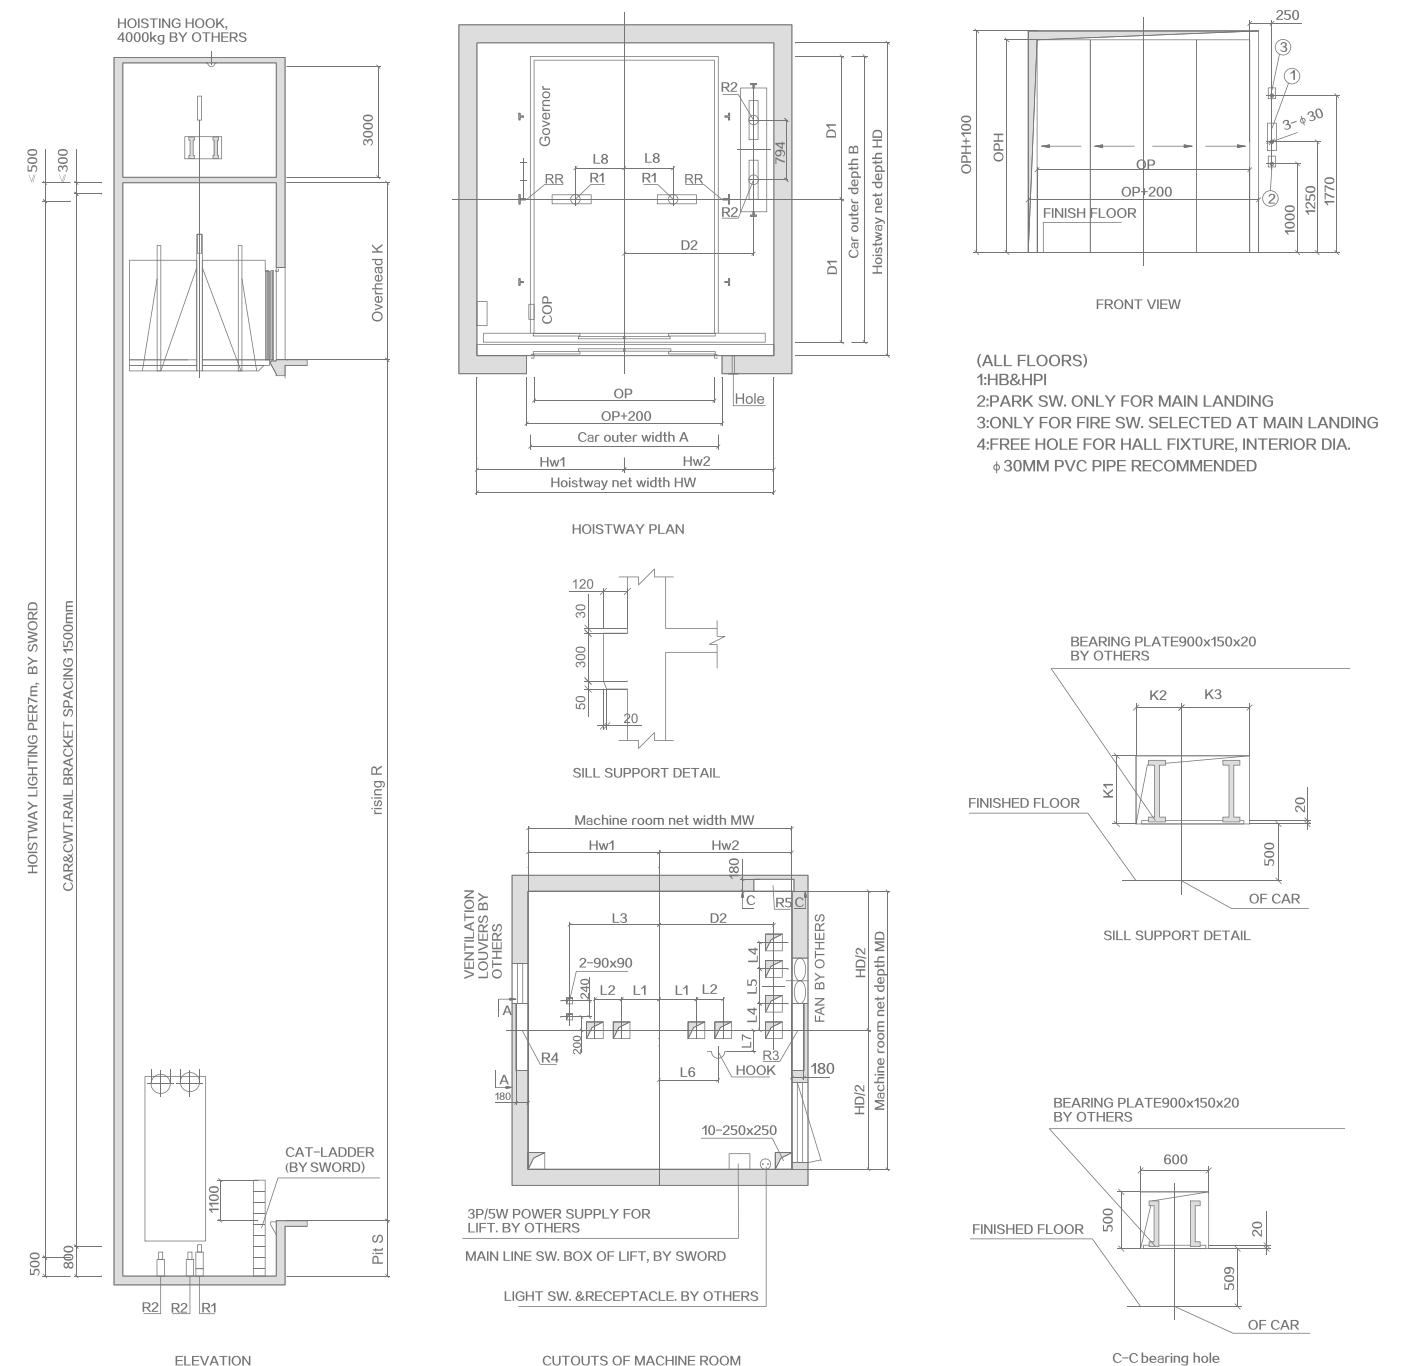 HOISTING HOOK,
4000kg BY OTHERS
3000
≤500
≤300
Overhead K
HOISTWAY LIGHTING PER7m, BY SWORD
CAR&CWT.RAIL BRACKET SPACING 1500mm
rising R
CAT-LADDER
(BY SWORD)
1100
Pit S
500
800
R2
R2
R1
ELEVATION
Governor
R2
L8
L8
D1
794
RR
R1
R1
RR
R2
Car outer depth B
Hoistway net depth HD
D2
D1
COP
OP
Hole
OP+200
Car outer width A
Hw1
Hw2
Hoistway net width HW
HOISTWAY PLAN
120
30
300
50
20
SILL SUPPORT DETAIL
Machine room net width MW
Hw1
Hw2
180
C
R5
C
VENTILATION
LOUVERS BY
OTHERS
L3
D2
2-90x90
240
L2
L1
L1
L2
L4
L5
L4
FAN BY OTHERS
HD/2
Machine room net depth MD
A
200
R4
L7
R3
HOOK
L6
180
A
180
HD/2
10-250x250
3P/5W POWER SUPPLY FOR
LIFT. BY OTHERS
MAIN LINE SW. BOX OF LIFT, BY SWORD
LIGHT SW. &RECEPTACLE. BY OTHERS
CUTOUTS OF MACHINE ROOM
250
3
1
3-ϕ30
OPH+100
OPH
OP
OP+200
2
FINISH FLOOR
1000
1250
1770
FRONT VIEW
(ALL FLOORS)
1:HB&HPI
2:PARK SW. ONLY FOR MAIN LANDING
3:ONLY FOR FIRE SW. SELECTED AT MAIN LANDING
4:FREE HOLE FOR HALL FIXTURE, INTERIOR DIA.
ϕ30MM PVC PIPE RECOMMENDED
BEARING PLATE900x150x20
BY OTHERS
K2
K3
K1
FINISHED FLOOR
20
500
OF CAR
SILL SUPPORT DETAIL
BEARING PLATE900x150x20
BY OTHERS
600
500
FINISHED FLOOR
20
509
OF CAR
C-C bearing hole